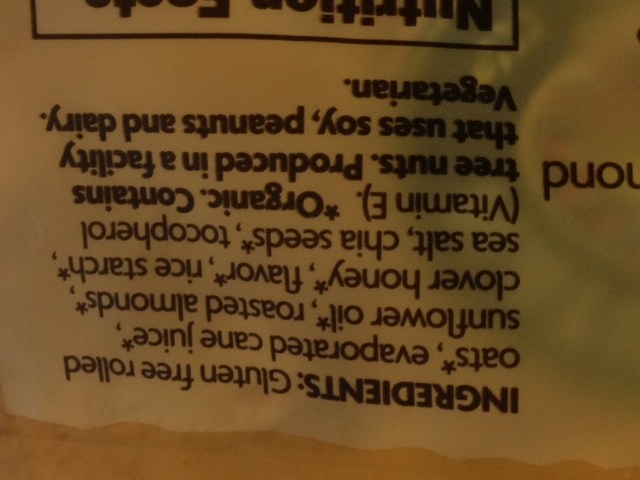 INGREDIENTS: Gluten free rolled
oats*, evaporated cane juice*,
sunflower oil*, roasted almonds*,
clover honey*, flavor*, rice starch*,
sea salt, chia seeds*, tocopherol
(Vitamin E). *Organic. Contains
tree nuts. Produced in a facility
that uses soy, peanuts and dairy.
Vegetarian.
Nutrition Facts